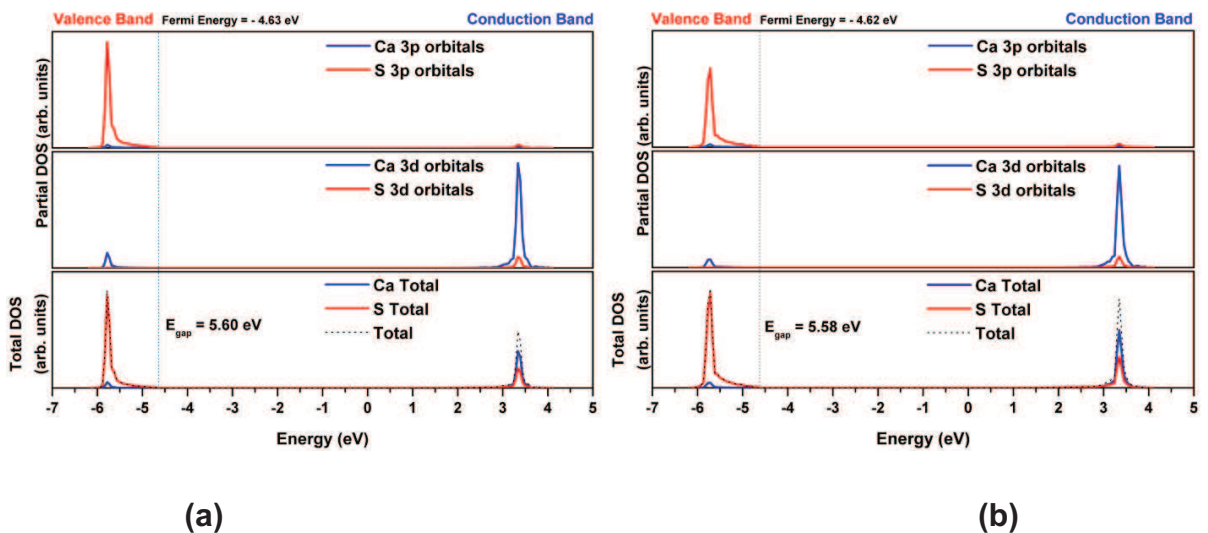 Valence Band Fermi Energy = - 4.63 eV Conduction Band
Ca 3p orbitals
S 3p orbitals
Ca 3d orbitals
S 3d orbitals
Partial DOS (arb. units)
Ca Total
S Total
Total
E_gap = 5.60 eV
Total DOS
(arb. units)
-7 -6 -5 -4 -3 -2 -1 0 1 2 3 4 5
Energy (eV)
(a)
Valence Band Fermi Energy = - 4.62 eV Conduction Band
Ca 3p orbitals
S 3p orbitals
Ca 3d orbitals
S 3d orbitals
Partial DOS (arb. units)
Ca Total
S Total
Total
E_gap = 5.58 eV
Total DOS
(arb. units)
-7 -6 -5 -4 -3 -2 -1 0 1 2 3 4 5
Energy (eV)
(b)